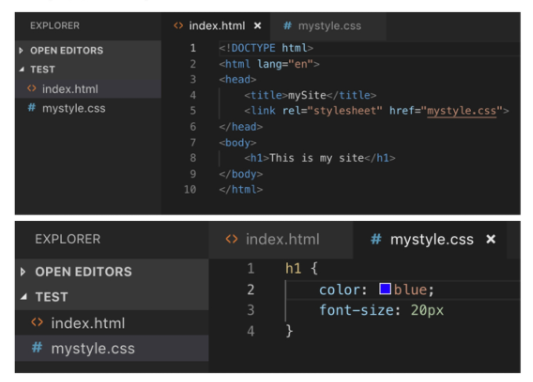 EXPLORER
OPEN EDITORS
TEST
<> index.html
# mystyle.css
<> index.html × # mystyle.css
1 <!DOCTYPE html>
2 <html lang="en">
3 <head>
4 <title>mySite</title>
5 <link rel="stylesheet" href="mystyle.css">
6 </head>
7 <body>
8 <h1>This is my site</h1>
9 </body>
10 </html>
EXPLORER
OPEN EDITORS
TEST
<> index.html
# mystyle.css
<> index.html # mystyle.css ×
1 h1 {
2 color: blue;
3 font-size: 20px
4 }